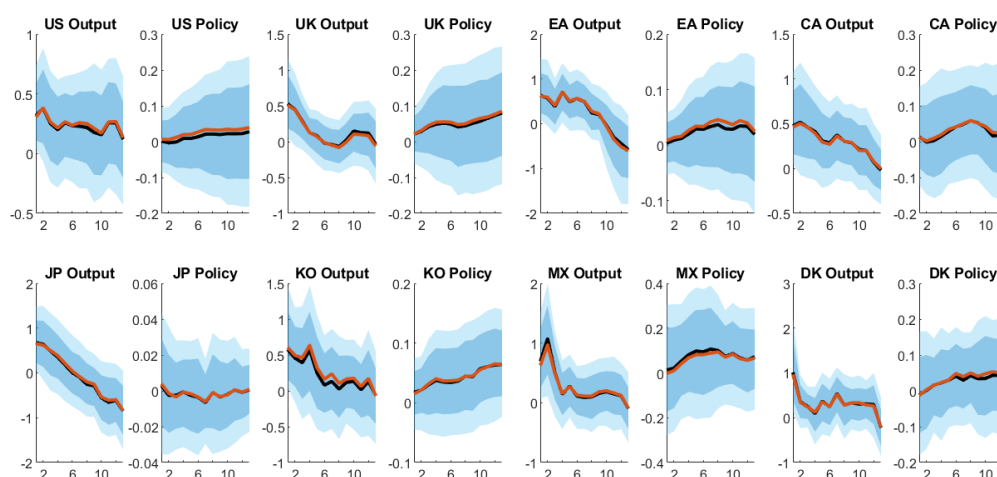 US Output US Policy UK Output UK Policy EA Output EA Policy CA Output CA Policy
1 0.3 1.5 0.3 2 0.2 1.5 0.3
0.2 1 0.2 1 0.2
0.5 0.1 0.5 0.1 1 0.1 0.5 0.1
0 0 0 0 0 0 0 0
-0.1 -0.5 -0.1 -1 -0.1 -0.1
-0.5 -0.2 -1 -0.2 -2 -0.5 -0.2
2 6 10 2 6 10 2 6 10 2 6 10 2 6 10 2 6 10 2 6 10 2 6 10
JP Output JP Policy KO Output KO Policy MX Output MX Policy DK Output DK Policy
2 0.06 1.5 0.2 2 0.4 3 0.3
0.04 1 0.2
1 0.1 1 0.2 2
0.02 0.5 0.1
0 0 0 0 0 0 1 0
-1 -0.02 -0.5 -0.2 0 -0.1
-2 -0.04 -1 -0.1 -1 -0.4 -1 -0.2
2 6 10 2 6 10 2 6 10 2 6 10 2 6 10 2 6 10 2 6 10 2 6 10